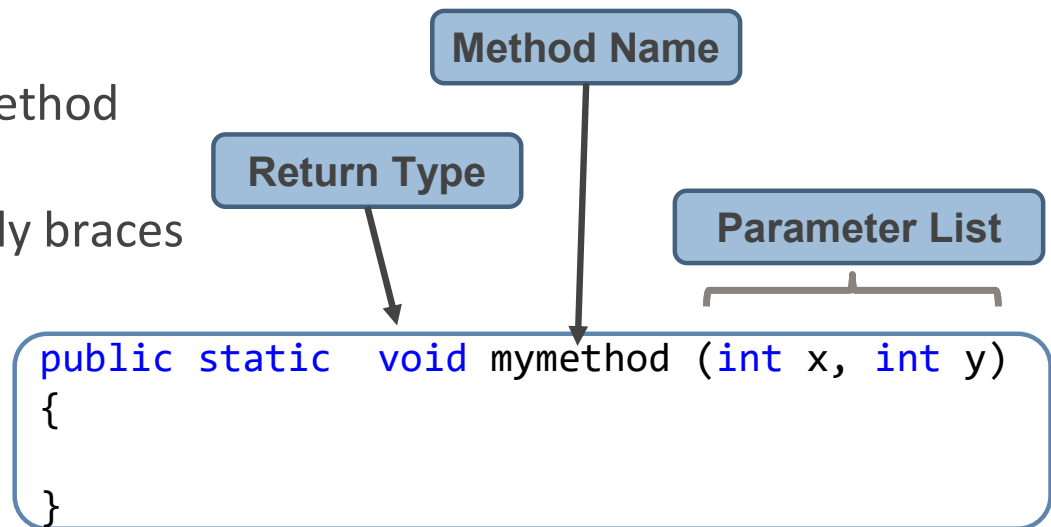 Method Name
ethod
Return Type
ly braces
Parameter List
public static  void mymethod (int x, int y)
{
}